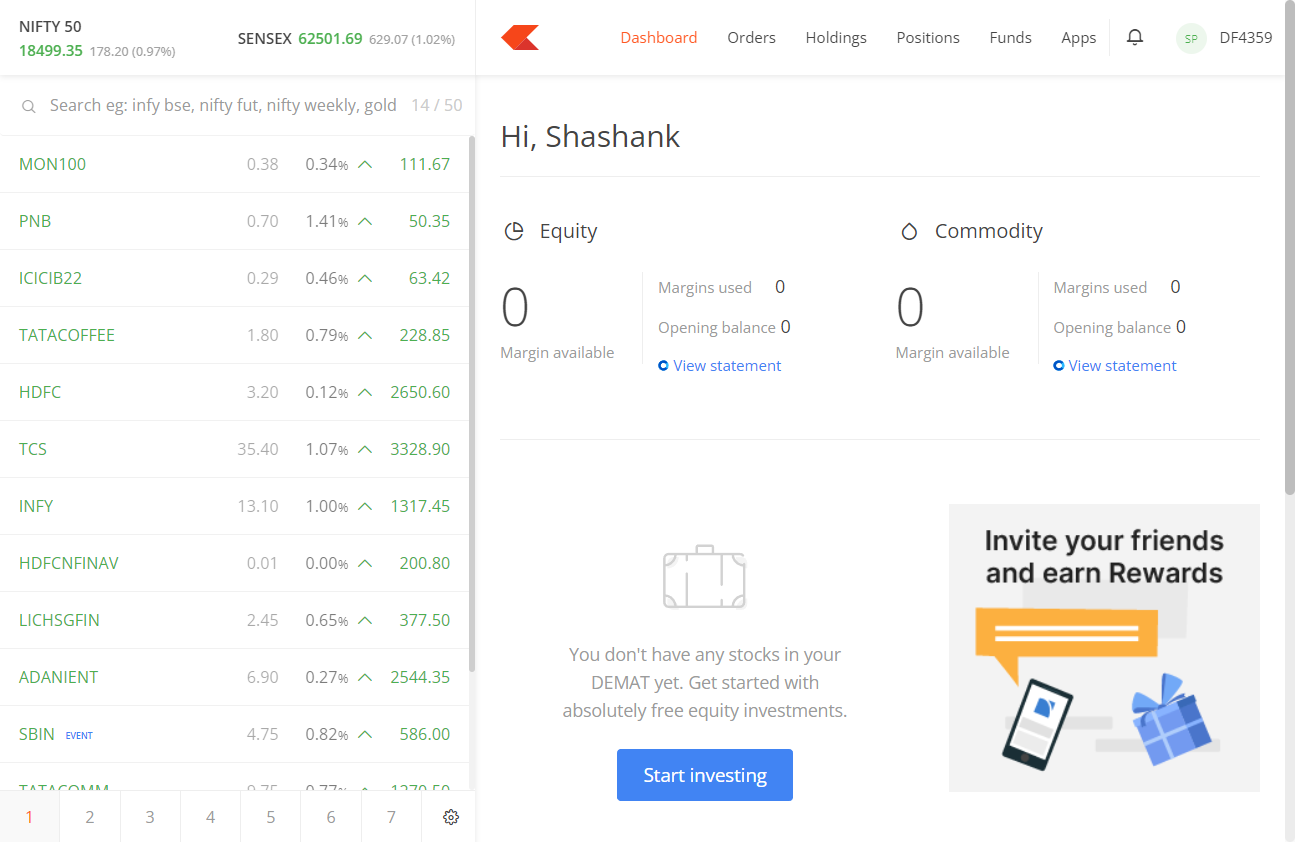 NIFTY 50
18499.35 178.20 (0.97%)
SENSEX 62501.69 629.07 (1.02%)
Dashboard Orders Holdings Positions Funds Apps SP DF4359
Search eg: infy bse, nifty fut, nifty weekly, gold 14 / 50
MON100 0.38 0.34% 111.67
PNB 0.70 1.41% 50.35
ICICIB22 0.29 0.46% 63.42
TATACOFFEE 1.80 0.79% 228.85
HDFC 3.20 0.12% 2650.60
TCS 35.40 1.07% 3328.90
INFY 13.10 1.00% 1317.45
HDFCNFINAV 0.01 0.00% 200.80
LICHSGFIN 2.45 0.65% 377.50
ADANIENT 6.90 0.27% 2544.35
SBIN EVENT 4.75 0.82% 586.00
TATACOMM
1 2 3 4 5 6 7
Hi, Shashank
Equity
0
Margin available
Margins used 0
Opening balance 0
View statement
Commodity
0
Margin available
Margins used 0
Opening balance 0
View statement
You don't have any stocks in your
DEMAT yet. Get started with
absolutely free equity investments.
Start investing
Invite your friends
and earn Rewards